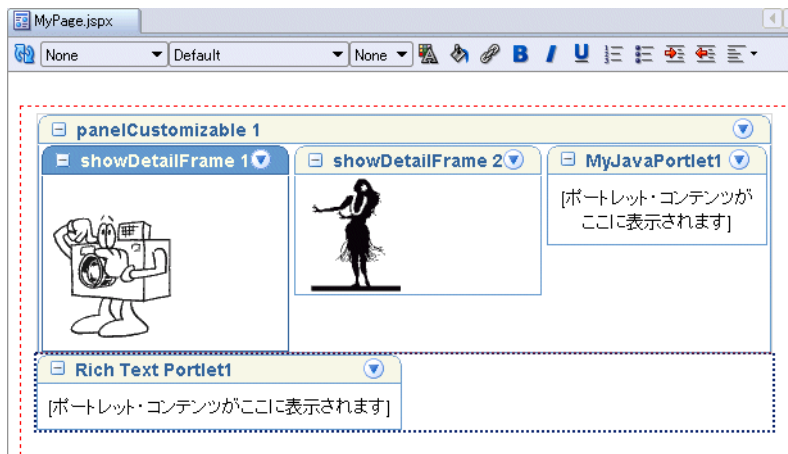 MyPage.jspx
None Default None B I U
panelCustomizable 1
showDetailFrame 1 showDetailFrame 2 MyJavaPortlet1
[ポートレット・コンテンツが
ここに表示されます]
Rich Text Portlet1
[ポートレット・コンテンツがここに表示されます]